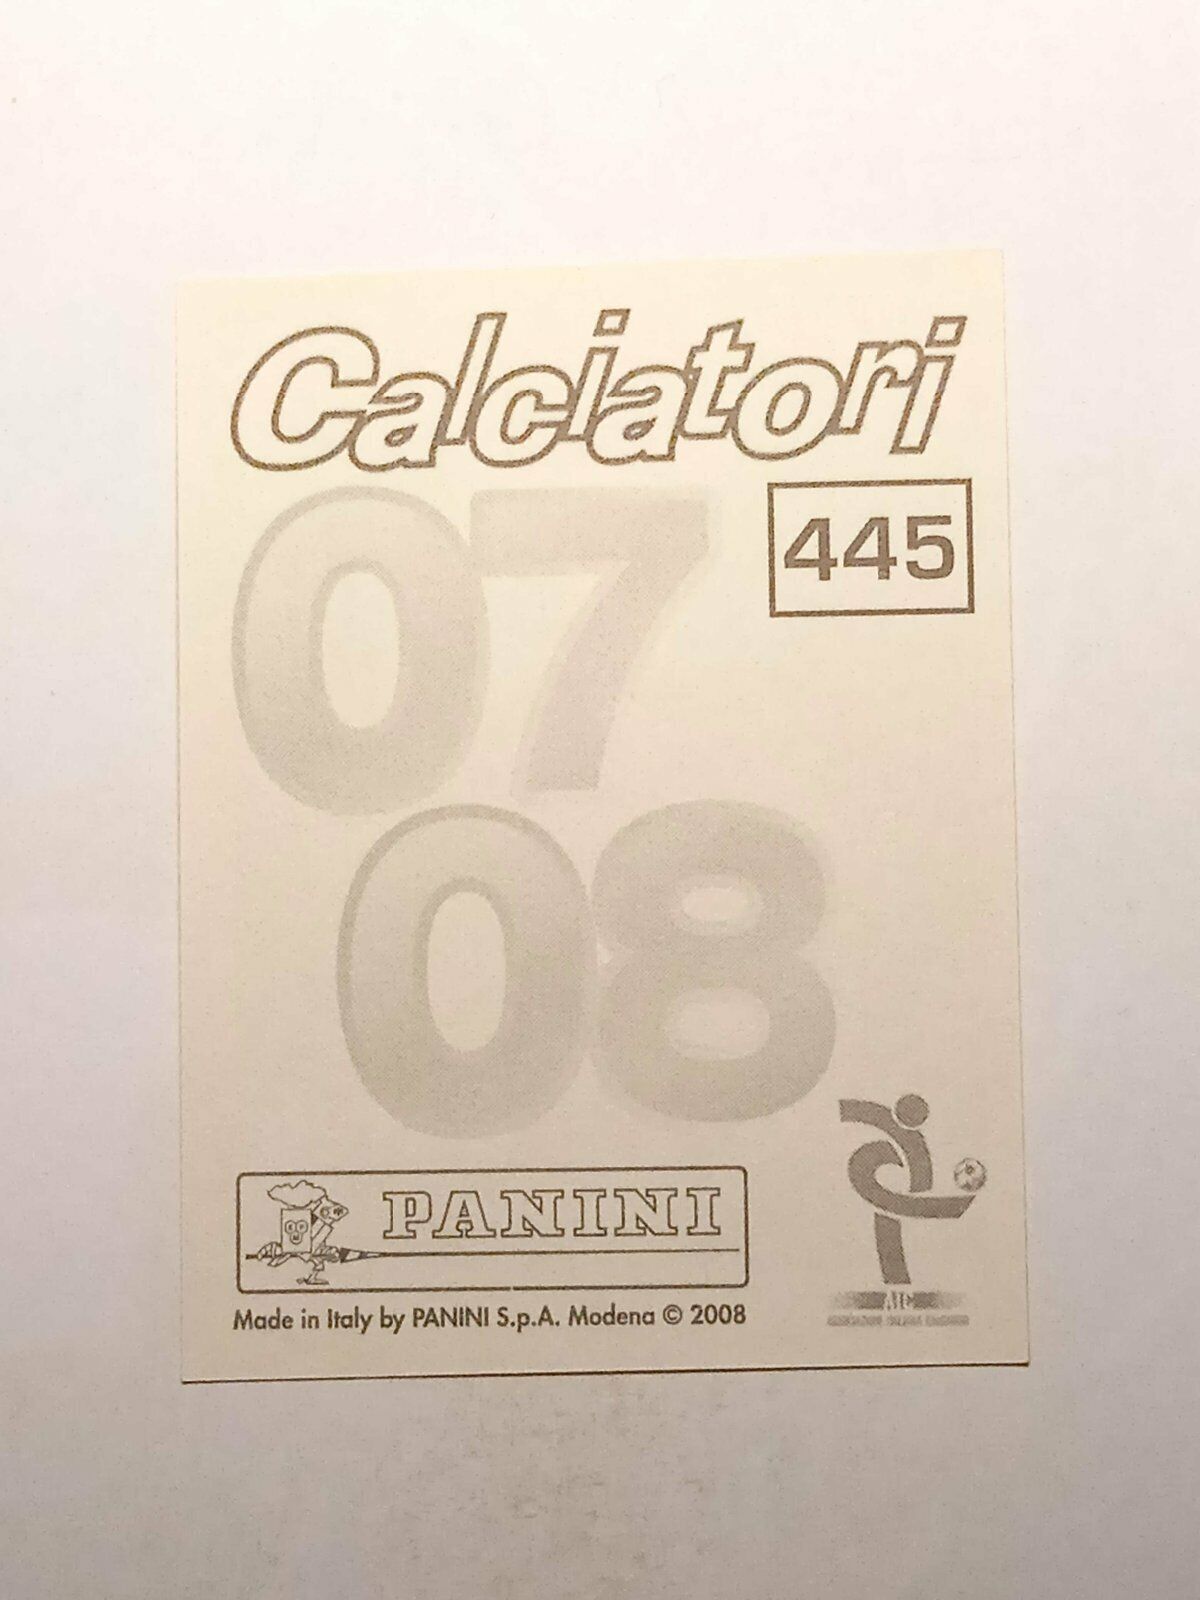 Calciatori
07
445
08
PANINI
Made in Italy by PANINI S.p.A. Modena © 2008
AIC